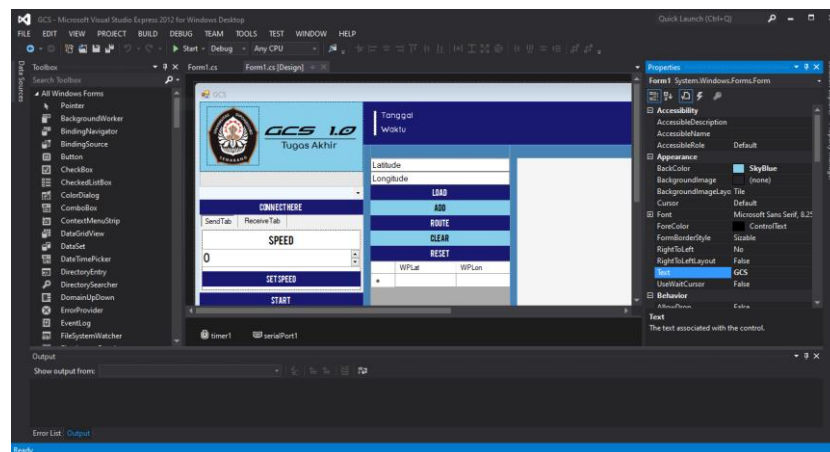 GCS - Microsoft Visual Studio Express 2012 for Windows Desktop
Quick Launch (Ctrl+Q)
FILE EDIT VIEW PROJECT BUILD DEBUG TEAM TOOLS TEST WINDOW HELP
Start Debug Any CPU
Data Sources
Toolbox
Search Toolbox
All Windows Forms
Pointer
BackgroundWorker
BindingNavigator
BindingSource
Button
CheckBox
CheckedListBox
ColorDialog
ComboBox
ContextMenuStrip
DataGridView
DataSet
DateTimePicker
DirectoryEntry
DirectorySearcher
DomainUpDown
ErrorProvider
EventLog
FileSystemWatcher
Form1.cs Form1.cs [Design]
GCS
SEMARANG
GCS 1.0
Tugas Akhir
Tanggal
Waktu
CONNECT HERE
SendTab ReceiveTab
SPEED
0
SET SPEED
START
Latitude
Longitude
LOAD
ADD
ROUTE
CLEAR
RESET
WPLat WPLon
timer1 serialPort1
Properties
Form1 System.Windows.Forms.Form
Accessibility
AccessibleDescription
AccessibleName
AccessibleRole Default
Appearance
BackColor SkyBlue
BackgroundImage (none)
BackgroundImageLayo Tile
Cursor Default
Font Microsoft Sans Serif, 8.25
ForeColor ControlText
FormBorderStyle Sizable
RightToLeft No
RightToLeftLayout False
Text GCS
UseWaitCursor False
Behavior
AllowDrop False
Text
The text associated with the control.
Output
Show output from:
Error List Output
Ready